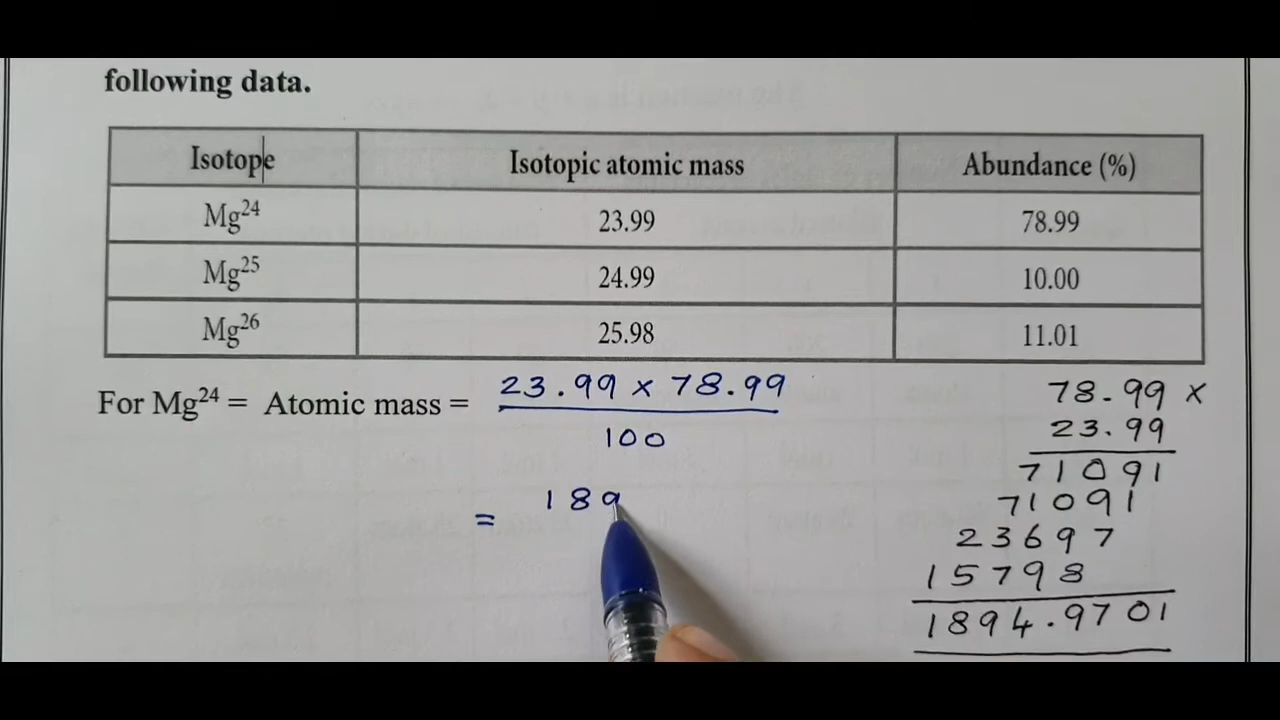 following data.
Isotope Isotopic atomic mass Abundance (%)
Mg²⁴ 23.99 78.99
Mg²⁵ 24.99 10.00
Mg²⁶ 25.98 11.01
For Mg²⁴ = Atomic mass = 23.99 × 78.99
100
= 189
78.99 ×
23.99
71091
71091
23697
15798
1894.9701